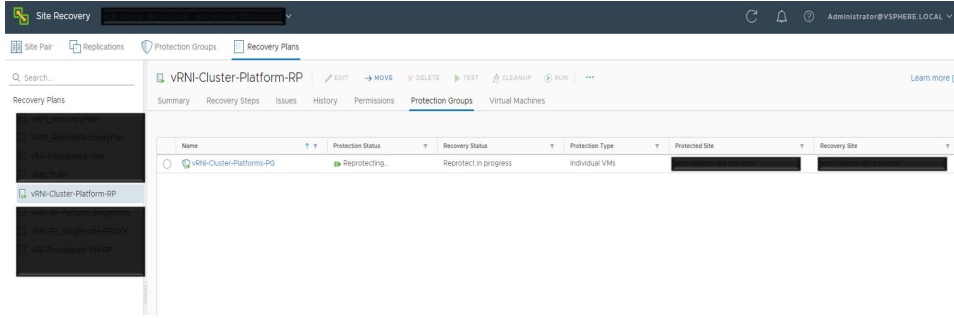 Site Recovery
Administrator@VSPHERE.LOCAL
Site Pair Replications Protection Groups Recovery Plans
Search...
Recovery Plans
vRNI-Cluster-Platform-RP
vRNI-Cluster-Platform-RP EDIT MOVE DELETE TEST CLEANUP RUN ...
Learn more
Summary Recovery Steps Issues History Permissions Protection Groups Virtual Machines
Name Protection Status Recovery Status Protection Type Protected Site Recovery Site
vRNI-Cluster-Platforms-PG Reprotecting... Reprotect in progress Individual VMs